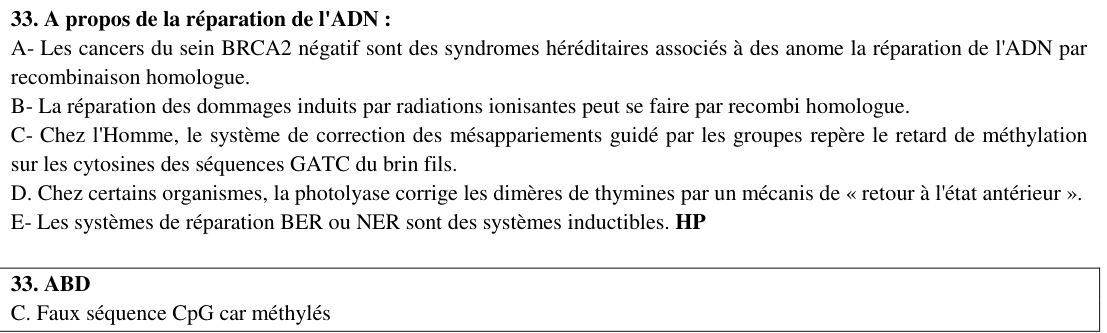 33. A propos de la réparation de l'ADN :
A- Les cancers du sein BRCA2 négatif sont des syndromes héréditaires associés à des anome la réparation de l'ADN par
recombinaison homologue.
B- La réparation des dommages induits par radiations ionisantes peut se faire par recombi homologue.
C- Chez l'Homme, le système de correction des mésappariements guidé par les groupes repère le retard de méthylation
sur les cytosines des séquences GATC du brin fils.
D. Chez certains organismes, la photolyase corrige les dimères de thymines par un mécanis de « retour à l'état antérieur ».
E- Les systèmes de réparation BER ou NER sont des systèmes inductibles. HP
33. ABD
C. Faux séquence CpG car méthylés